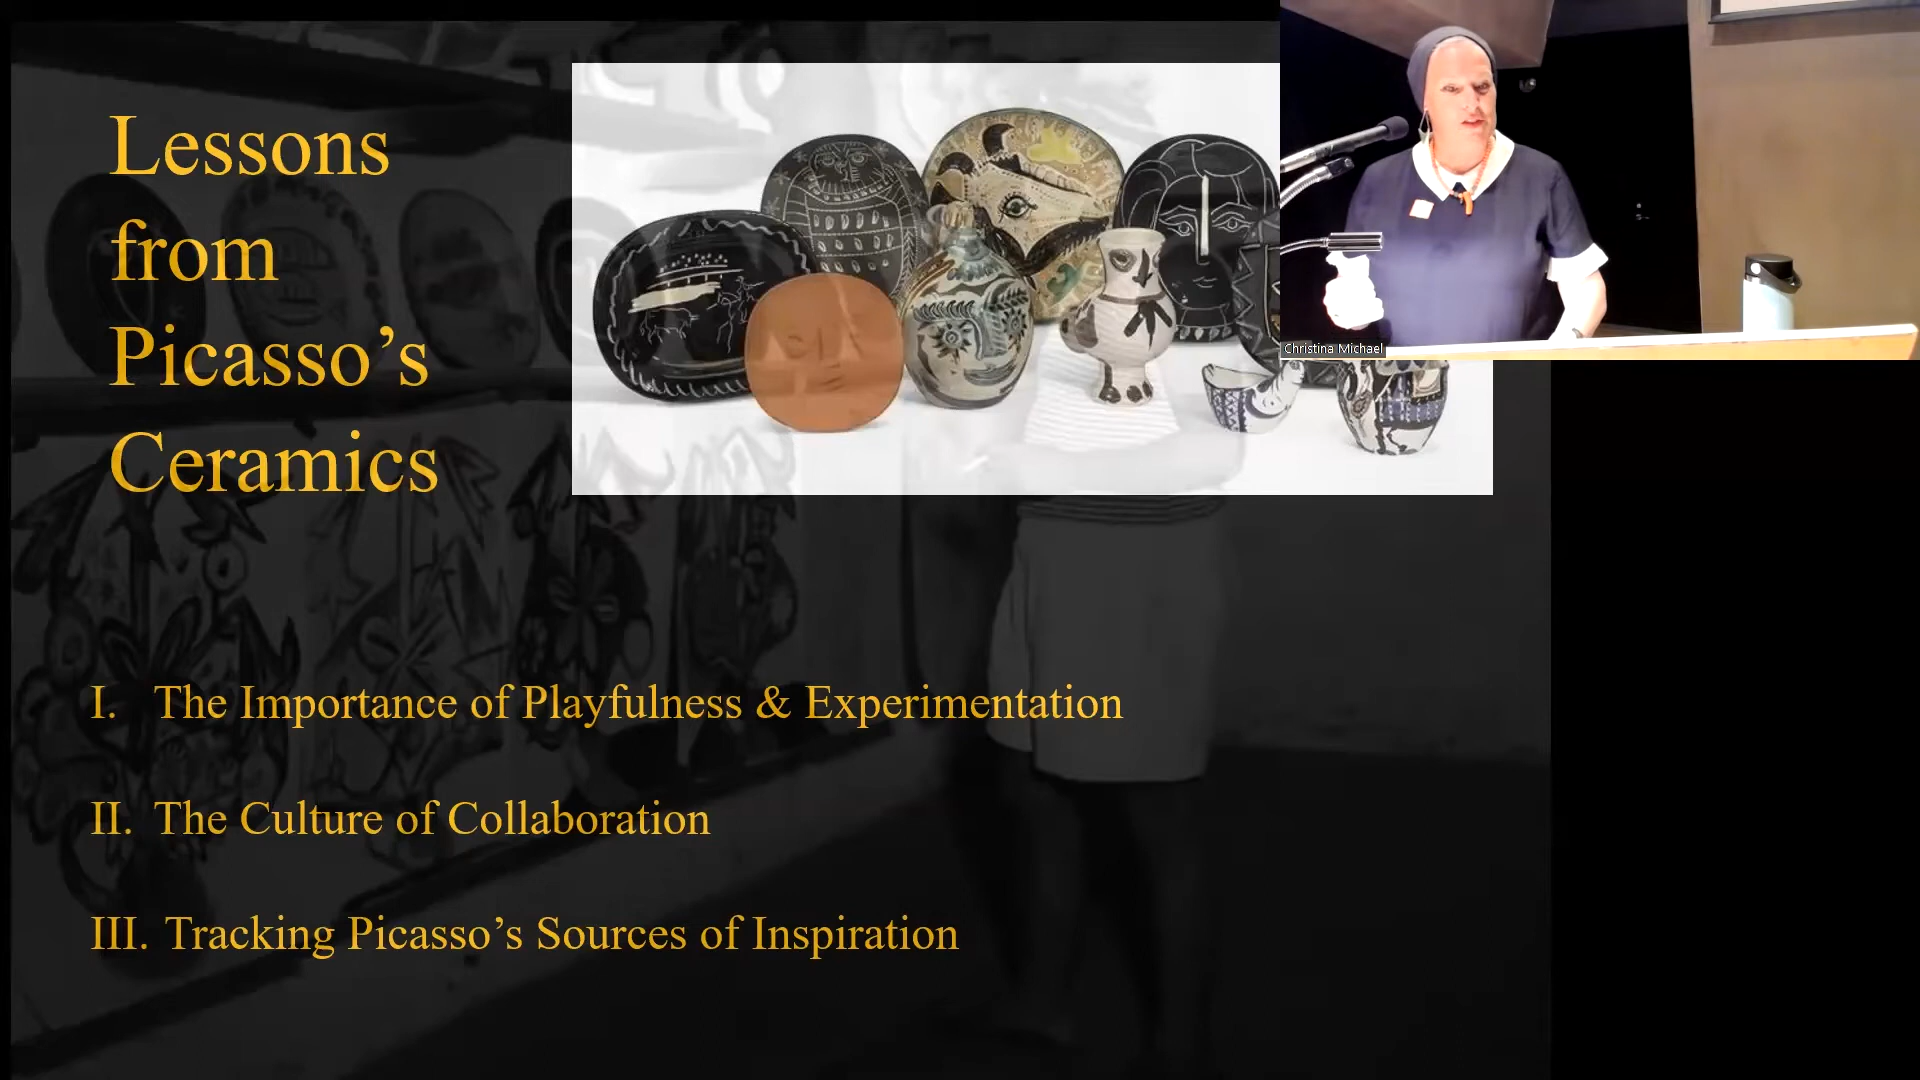 Lessons
from
Picasso’s
Ceramics
Christina Michael
I. The Importance of Playfulness & Experimentation
II. The Culture of Collaboration
III. Tracking Picasso’s Sources of Inspiration